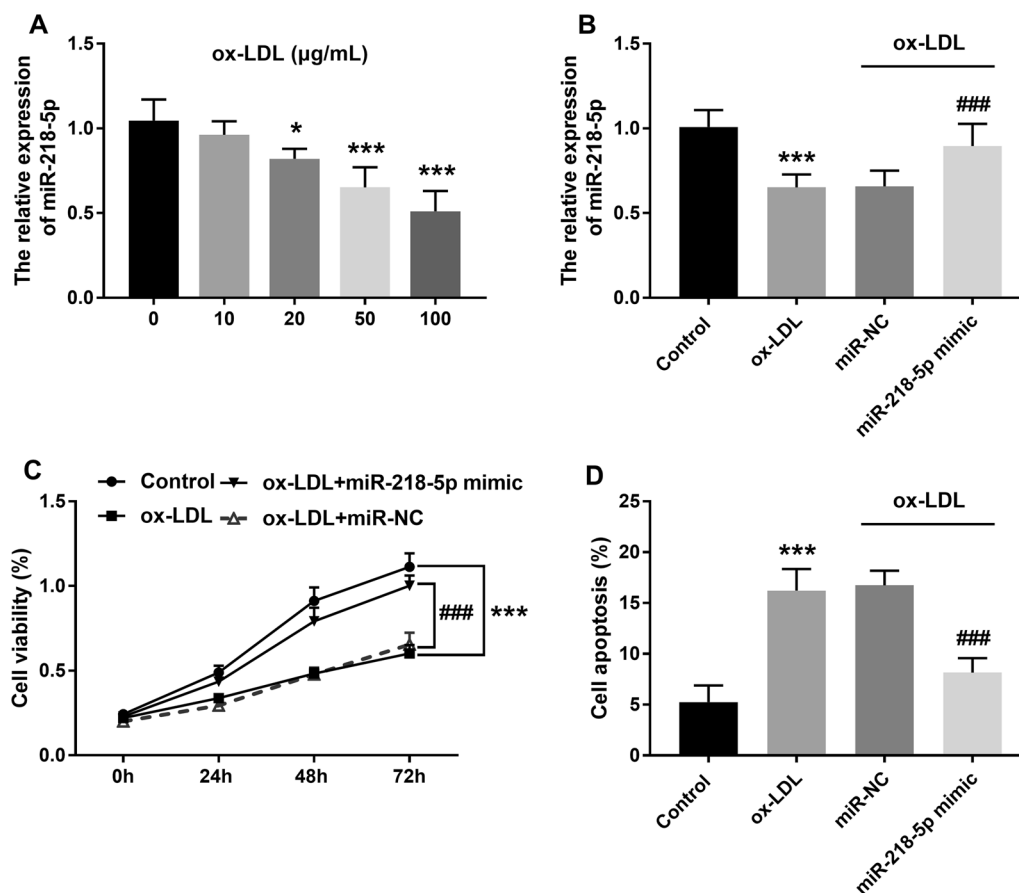 A
ox-LDL (µg/mL)
The relative expression
of miR-218-5p
1.5
1.0
0.5
0.0
*
***
***
0 10 20 50 100
B
ox-LDL
The relative expression
of miR-218-5p
1.5
1.0
0.5
0.0
***
###
Control
ox-LDL
miR-NC
miR-218-5p mimic
C
Control
ox-LDL+miR-218-5p mimic
ox-LDL
ox-LDL+miR-NC
Cell viability (%)
1.5
1.0
0.5
0.0
###
***
0h 24h 48h 72h
D
ox-LDL
Cell apoptosis (%)
25
20
15
10
5
0
***
###
Control
ox-LDL
miR-NC
miR-218-5p mimic